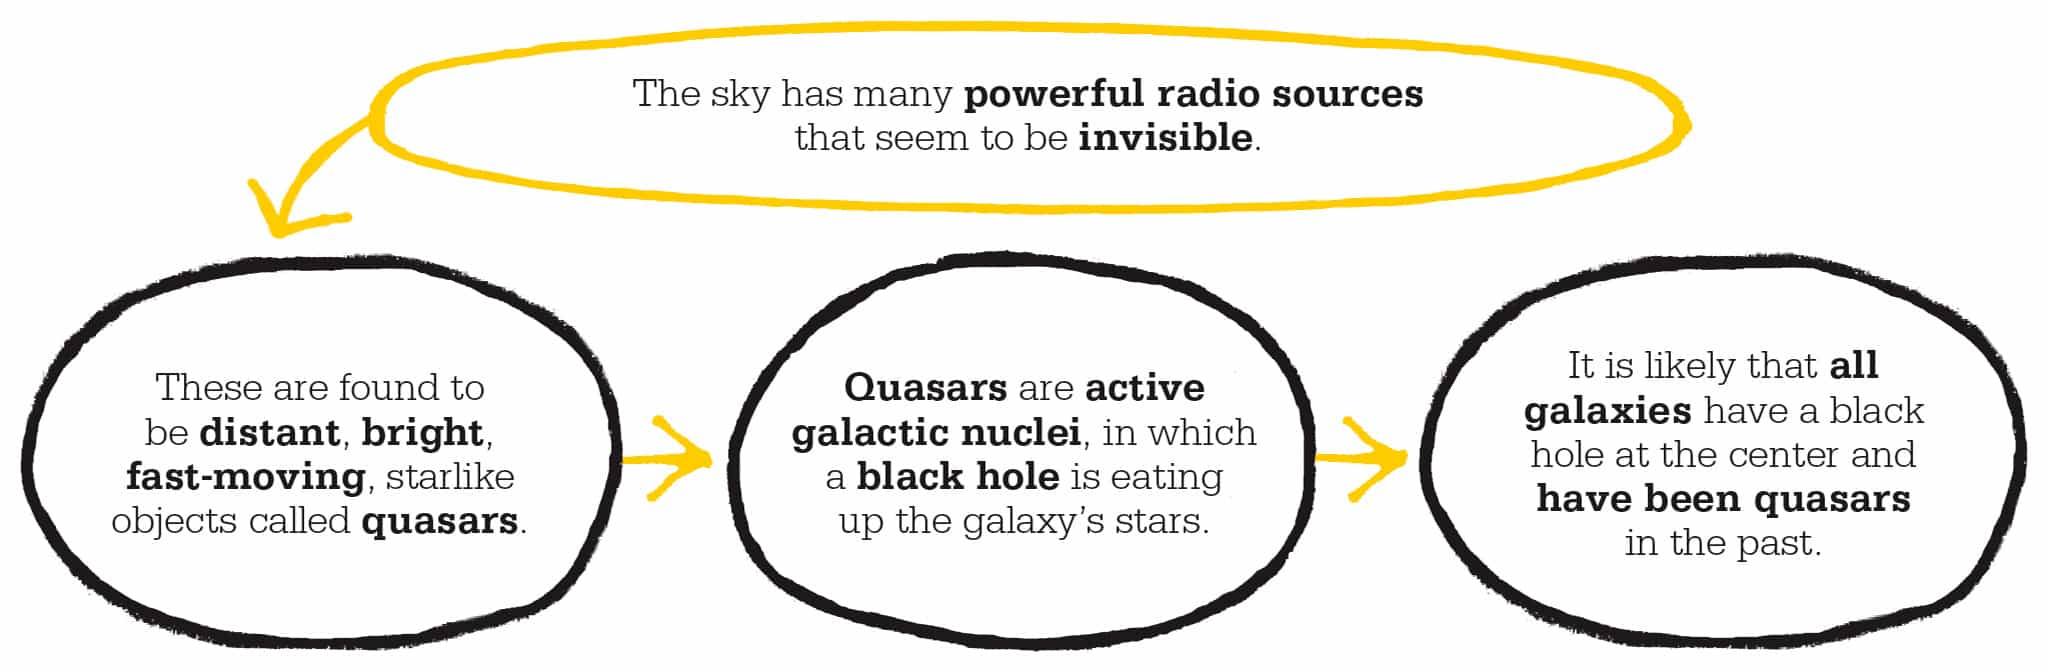 The sky has many powerful radio sources
that seem to be invisible.
These are found to
be distant, bright,
fast-moving, starlike
objects called quasars.
Quasars are active
galactic nuclei, in which
a black hole is eating
up the galaxy’s stars.
It is likely that all
galaxies have a black
hole at the center and
have been quasars
in the past.